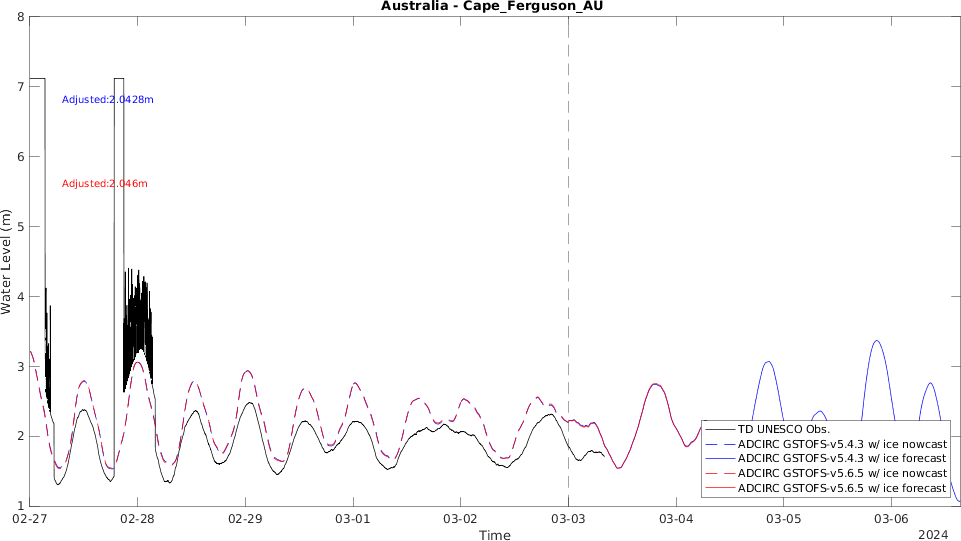 Australia - Cape_Ferguson_AU
8
7
6
5
4
3
2
1
Water Level (m)
Adjusted:2.0428m
Adjusted:2.046m
TD UNESCO Obs.
ADCIRC GSTOFS-v5.4.3 w/ ice nowcast
ADCIRC GSTOFS-v5.4.3 w/ ice forecast
ADCIRC GSTOFS-v5.6.5 w/ ice nowcast
ADCIRC GSTOFS-v5.6.5 w/ ice forecast
02-27 02-28 02-29 03-01 03-02 03-03 03-04 03-05 03-06
Time
2024